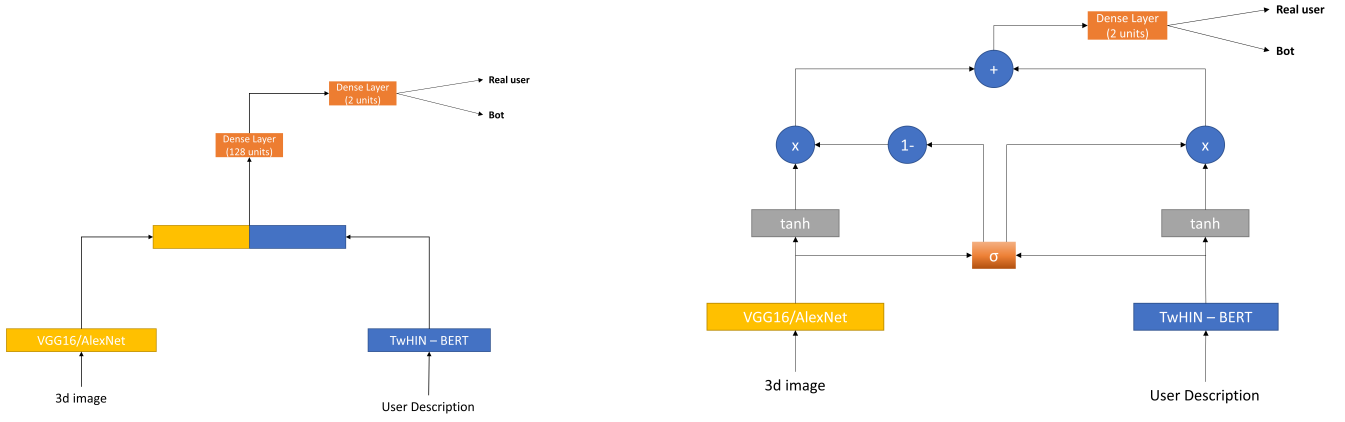 Real user
Bot
Dense Layer
(2 units)
Dense Layer
(128 units)
VGG16/AlexNet
TwHIN – BERT
3d image
User Description
Real user
Bot
Dense Layer
(2 units)
+
x
1-
x
tanh
tanh
σ
VGG16/AlexNet
TwHIN – BERT
3d image
User Description